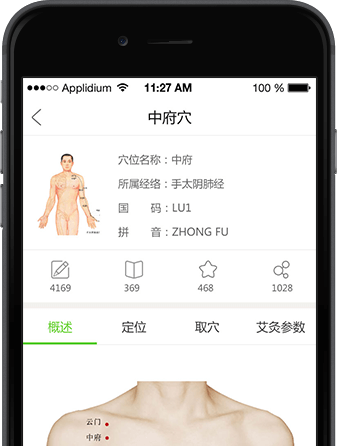 Applidium 11:27 AM 100 %
中府穴
穴位名称：中府
所属经络：手太阴肺经
国 码：LU1
拼 音：ZHONG FU
4169 369 468 1028
概述 定位 取穴 艾灸参数
云门
中府